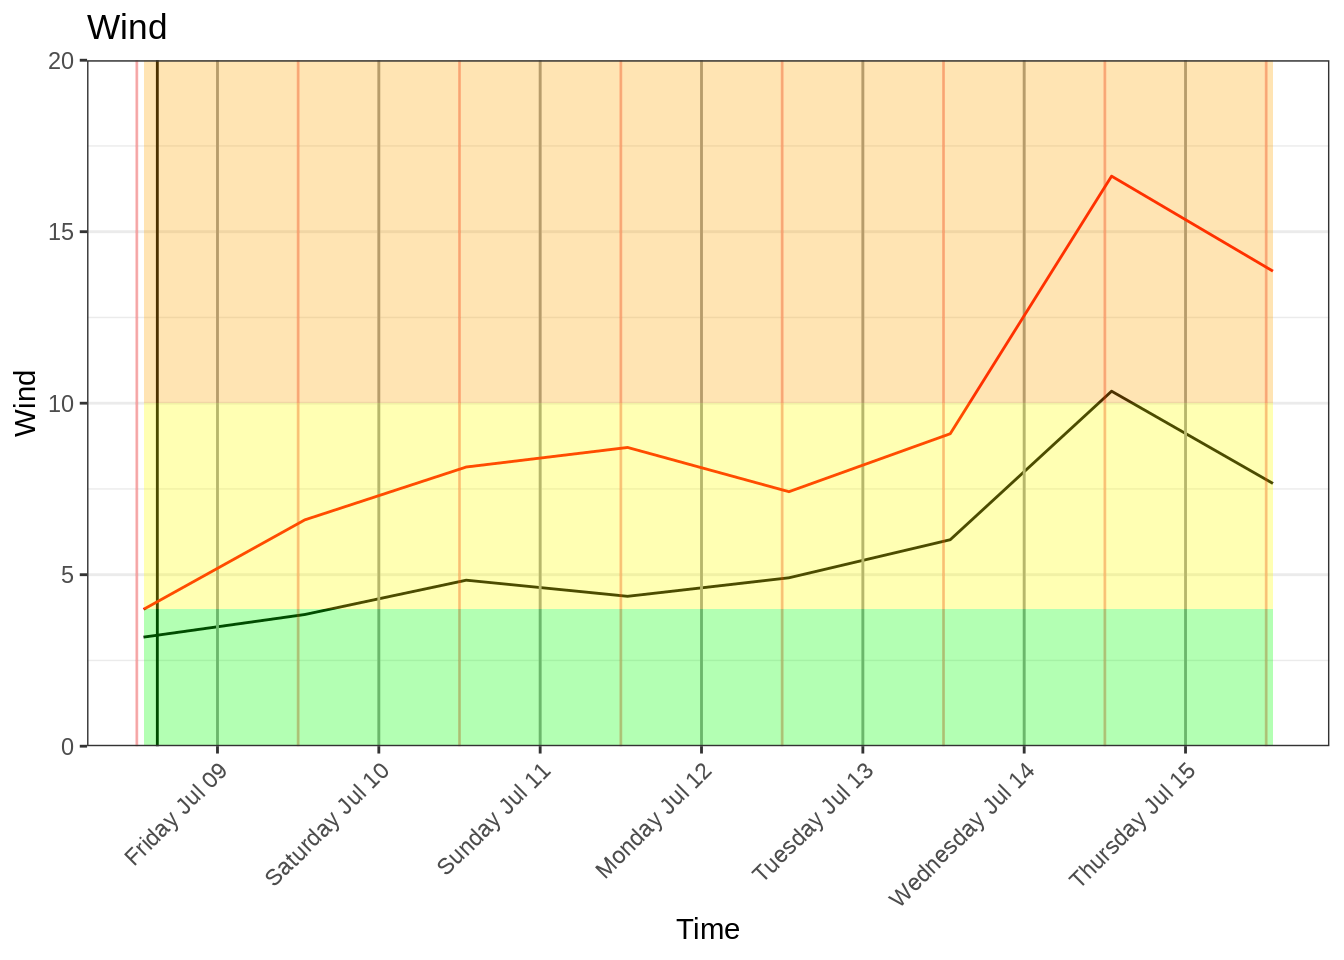 Wind
20
15
10
5
0
Wind
Friday Jul 09
Saturday Jul 10
Sunday Jul 11
Monday Jul 12
Tuesday Jul 13
Wednesday Jul 14
Thursday Jul 15
Time